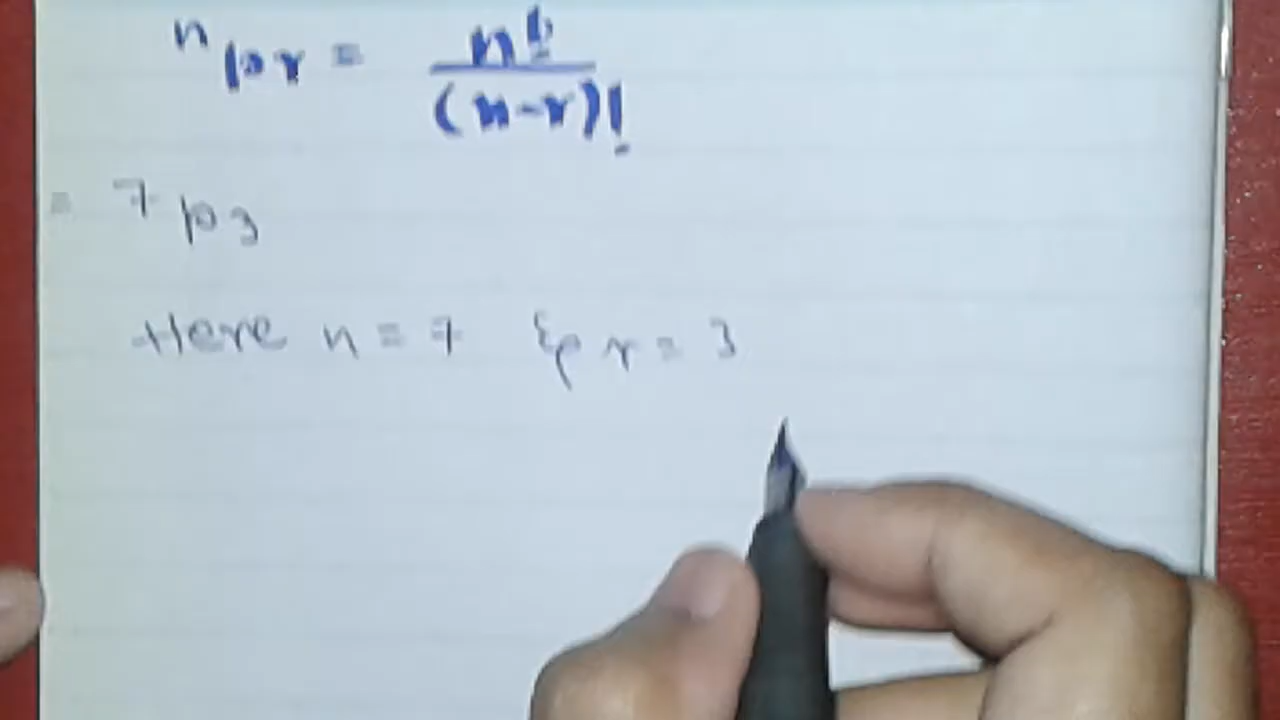 npr = n! / (n-r)!
= 7p3
Here n = 7 & r = 3